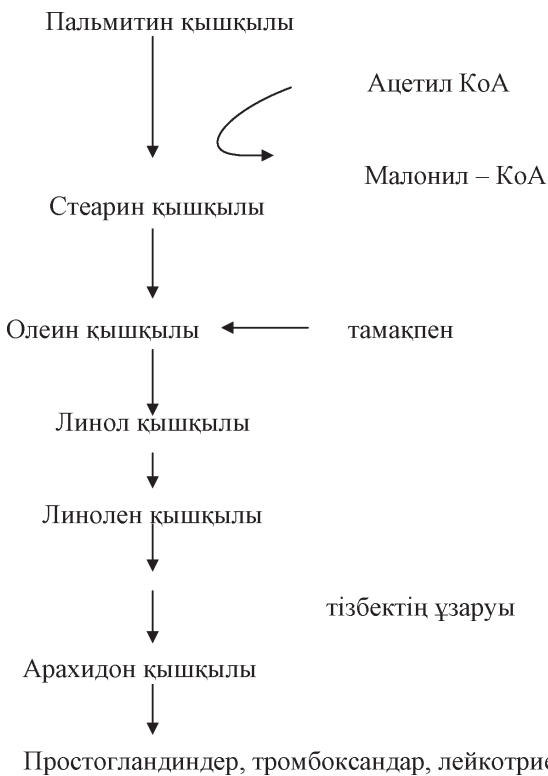 Пальмитин қышқылы
Ацетил КоА
Малонил – КоА
Стеарин қышқылы
Олеин қышқылы
тамақпен
Линол қышқылы
Линолен қышқылы
тізбектің ұзаруы
Арахидон қышқылы
Простогландиндер, тромбоксандар,